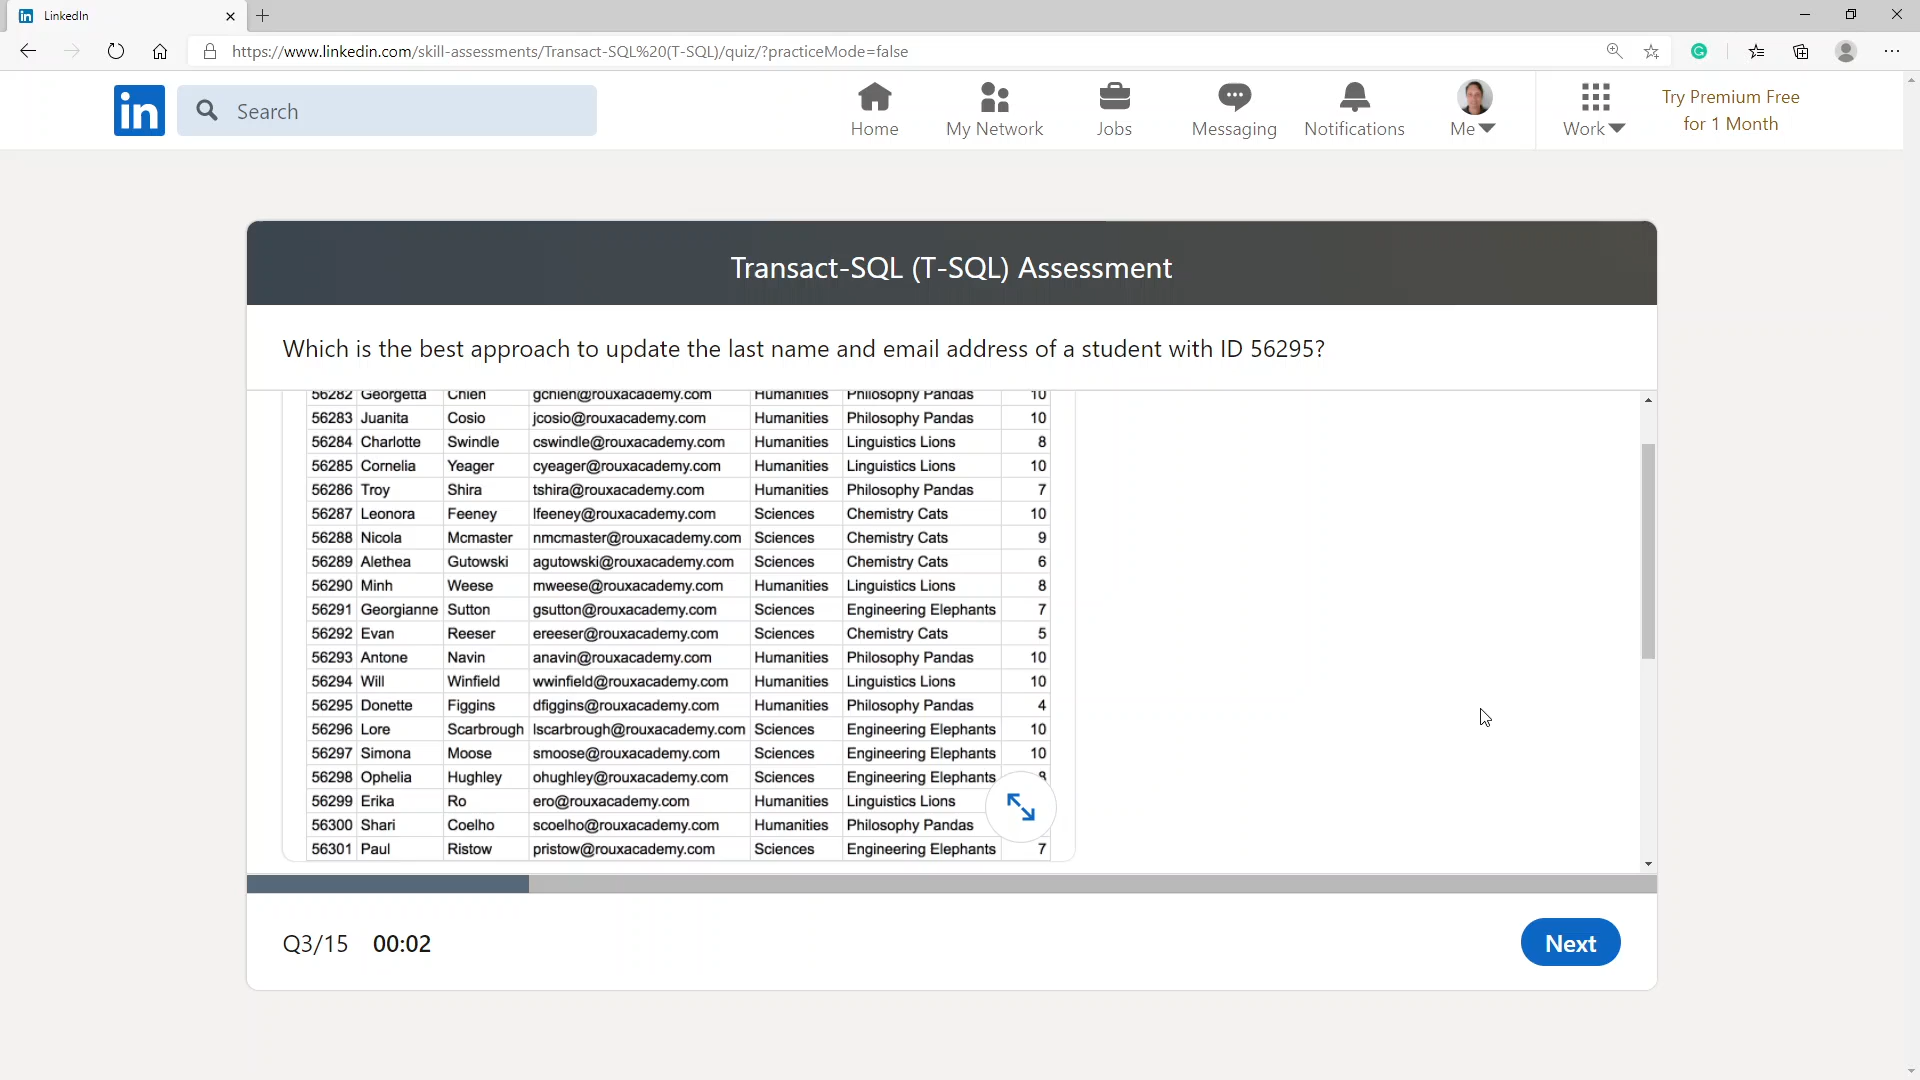 LinkedIn
https://www.linkedin.com/skill-assessments/Transact-SQL%20(T-SQL)/quiz/?practiceMode=false
in
Search
Home
My Network
Jobs
Messaging
Notifications
Me
Work
Try Premium Free
for 1 Month
Transact-SQL (T-SQL) Assessment
Which is the best approach to update the last name and email address of a student with ID 56295?
56282 Georgetta Chien gchien@rouxacademy.com Humanities Philosophy Pandas 10
56283 Juanita Cosio jcosio@rouxacademy.com Humanities Philosophy Pandas 10
56284 Charlotte Swindle cswindle@rouxacademy.com Humanities Linguistics Lions 8
56285 Cornelia Yeager cyeager@rouxacademy.com Humanities Linguistics Lions 10
56286 Troy Shira tshira@rouxacademy.com Humanities Philosophy Pandas 7
56287 Leonora Feeney lfeeney@rouxacademy.com Sciences Chemistry Cats 10
56288 Nicola Mcmaster nmcmaster@rouxacademy.com Sciences Chemistry Cats 9
56289 Alethea Gutowski agutowski@rouxacademy.com Sciences Chemistry Cats 6
56290 Minh Weese mweese@rouxacademy.com Humanities Linguistics Lions 8
56291 Georgianne Sutton gsutton@rouxacademy.com Sciences Engineering Elephants 7
56292 Evan Reeser ereeser@rouxacademy.com Sciences Chemistry Cats 5
56293 Antone Navin anavin@rouxacademy.com Humanities Philosophy Pandas 10
56294 Will Winfield wwinfield@rouxacademy.com Humanities Linguistics Lions 10
56295 Donette Figgins dfiggins@rouxacademy.com Humanities Philosophy Pandas 4
56296 Lore Scarbrough lscarbrough@rouxacademy.com Sciences Engineering Elephants 10
56297 Simona Moose smoose@rouxacademy.com Sciences Engineering Elephants 10
56298 Ophelia Hughley ohughley@rouxacademy.com Sciences Engineering Elephants 8
56299 Erika Ro ero@rouxacademy.com Humanities Linguistics Lions
56300 Shari Coelho scoelho@rouxacademy.com Humanities Philosophy Pandas
56301 Paul Ristow pristow@rouxacademy.com Sciences Engineering Elephants 7
Q3/15 00:02
Next